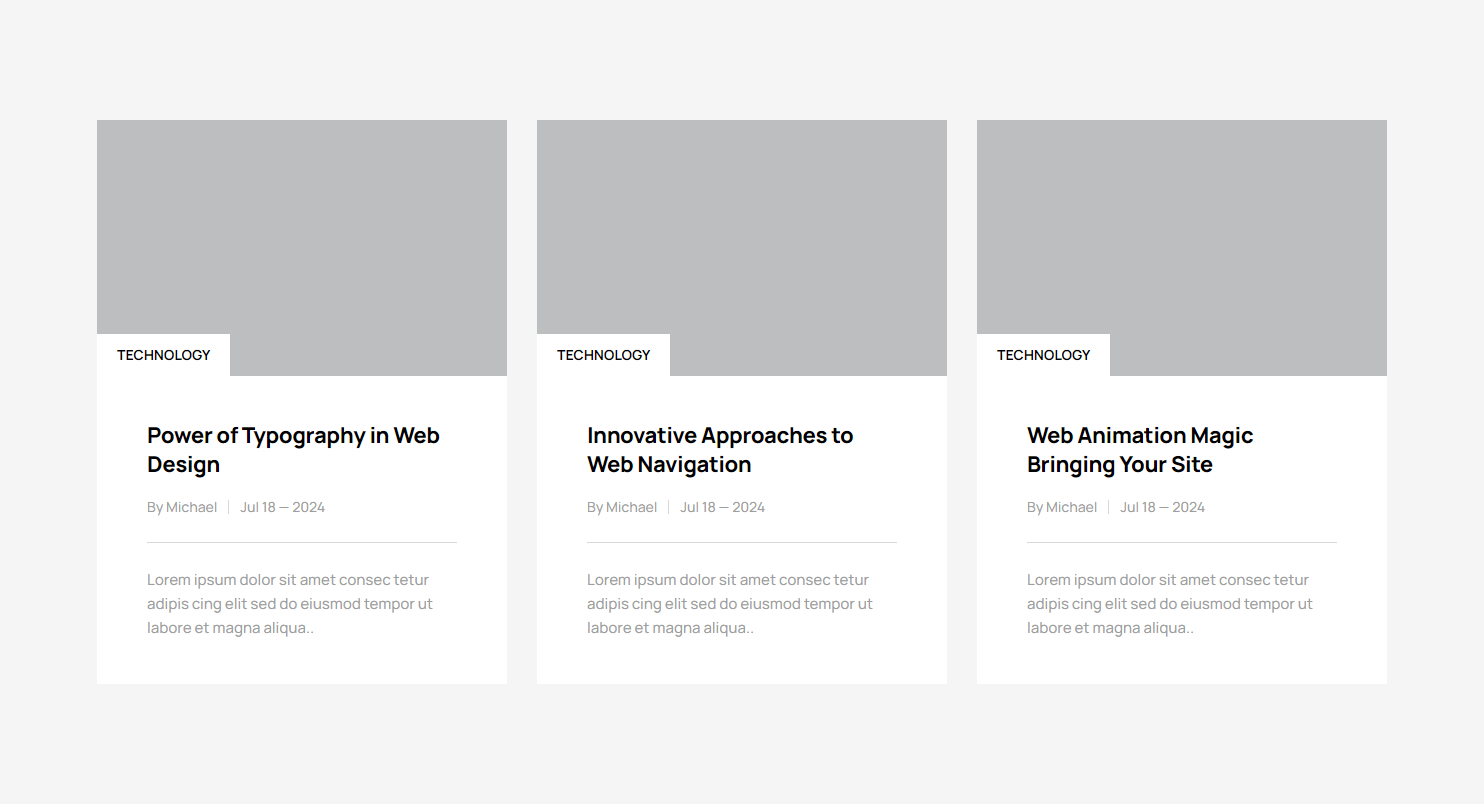 TECHNOLOGY
Power of Typography in Web
Design
By Michael | Jul 18 — 2024
Lorem ipsum dolor sit amet consec tetur
adipis cing elit sed do eiusmod tempor ut
labore et magna aliqua..
TECHNOLOGY
Innovative Approaches to
Web Navigation
By Michael | Jul 18 — 2024
Lorem ipsum dolor sit amet consec tetur
adipis cing elit sed do eiusmod tempor ut
labore et magna aliqua..
TECHNOLOGY
Web Animation Magic
Bringing Your Site
By Michael | Jul 18 — 2024
Lorem ipsum dolor sit amet consec tetur
adipis cing elit sed do eiusmod tempor ut
labore et magna aliqua..